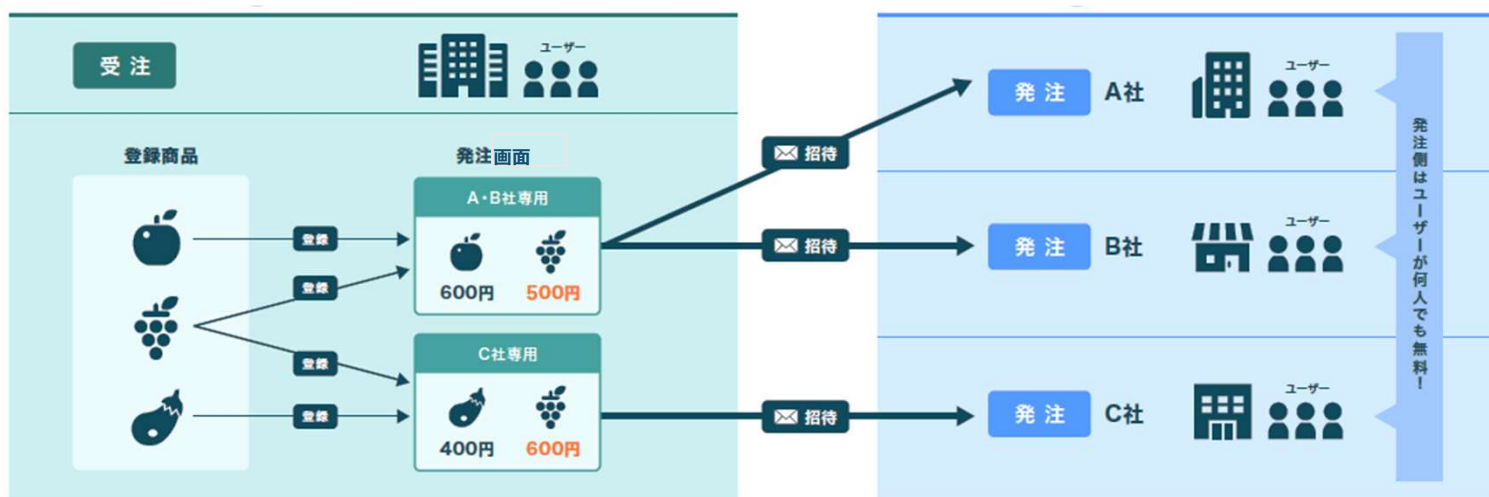 受注
ユーザー
登録商品
発注画面
A・B社専用
600円
500円
C社専用
400円
600円
登録
登録
登録
登録
招待
招待
招待
発注
A社
ユーザー
発注
B社
ユーザー
発注
C社
ユーザー
発注側はユーザーが何人でも無料！